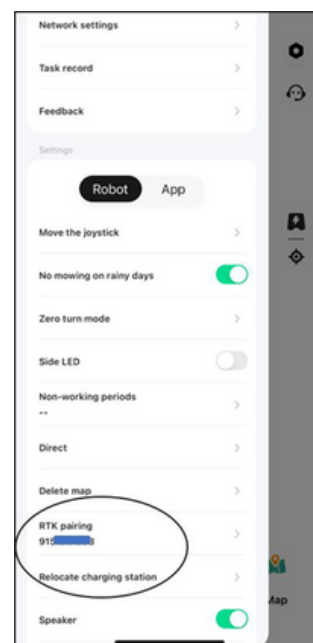 Network settings
Task record
Feedback
Settings
Robot App
Move the joystick
No mowing on rainy days
Zero turn mode
Side LED
Non-working periods
--
Direct
Delete map
RTK pairing
Relocate charging station
Map
Speaker